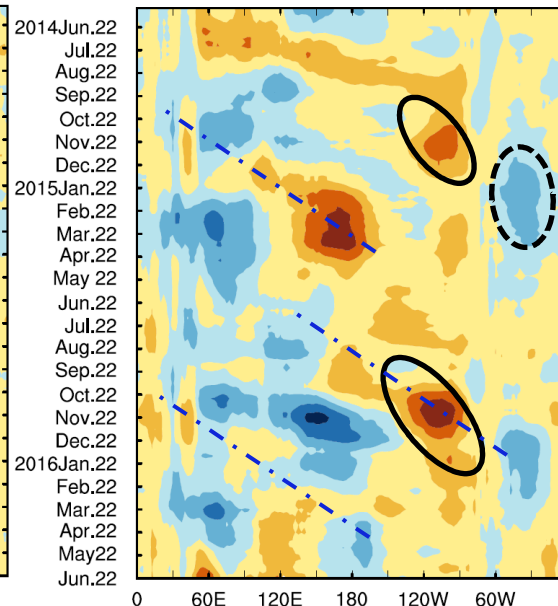 2014Jun.22
Jul.22
Aug.22
Sep.22
Oct.22
Nov.22
Dec.22
2015Jan.22
Feb.22
Mar.22
Apr.22
May 22
Jun.22
Jul.22
Aug.22
Sep.22
Oct.22
Nov.22
Dec.22
2016Jan.22
Feb.22
Mar.22
Apr.22
May22
Jun.22
0 60E 120E 180 120W 60W